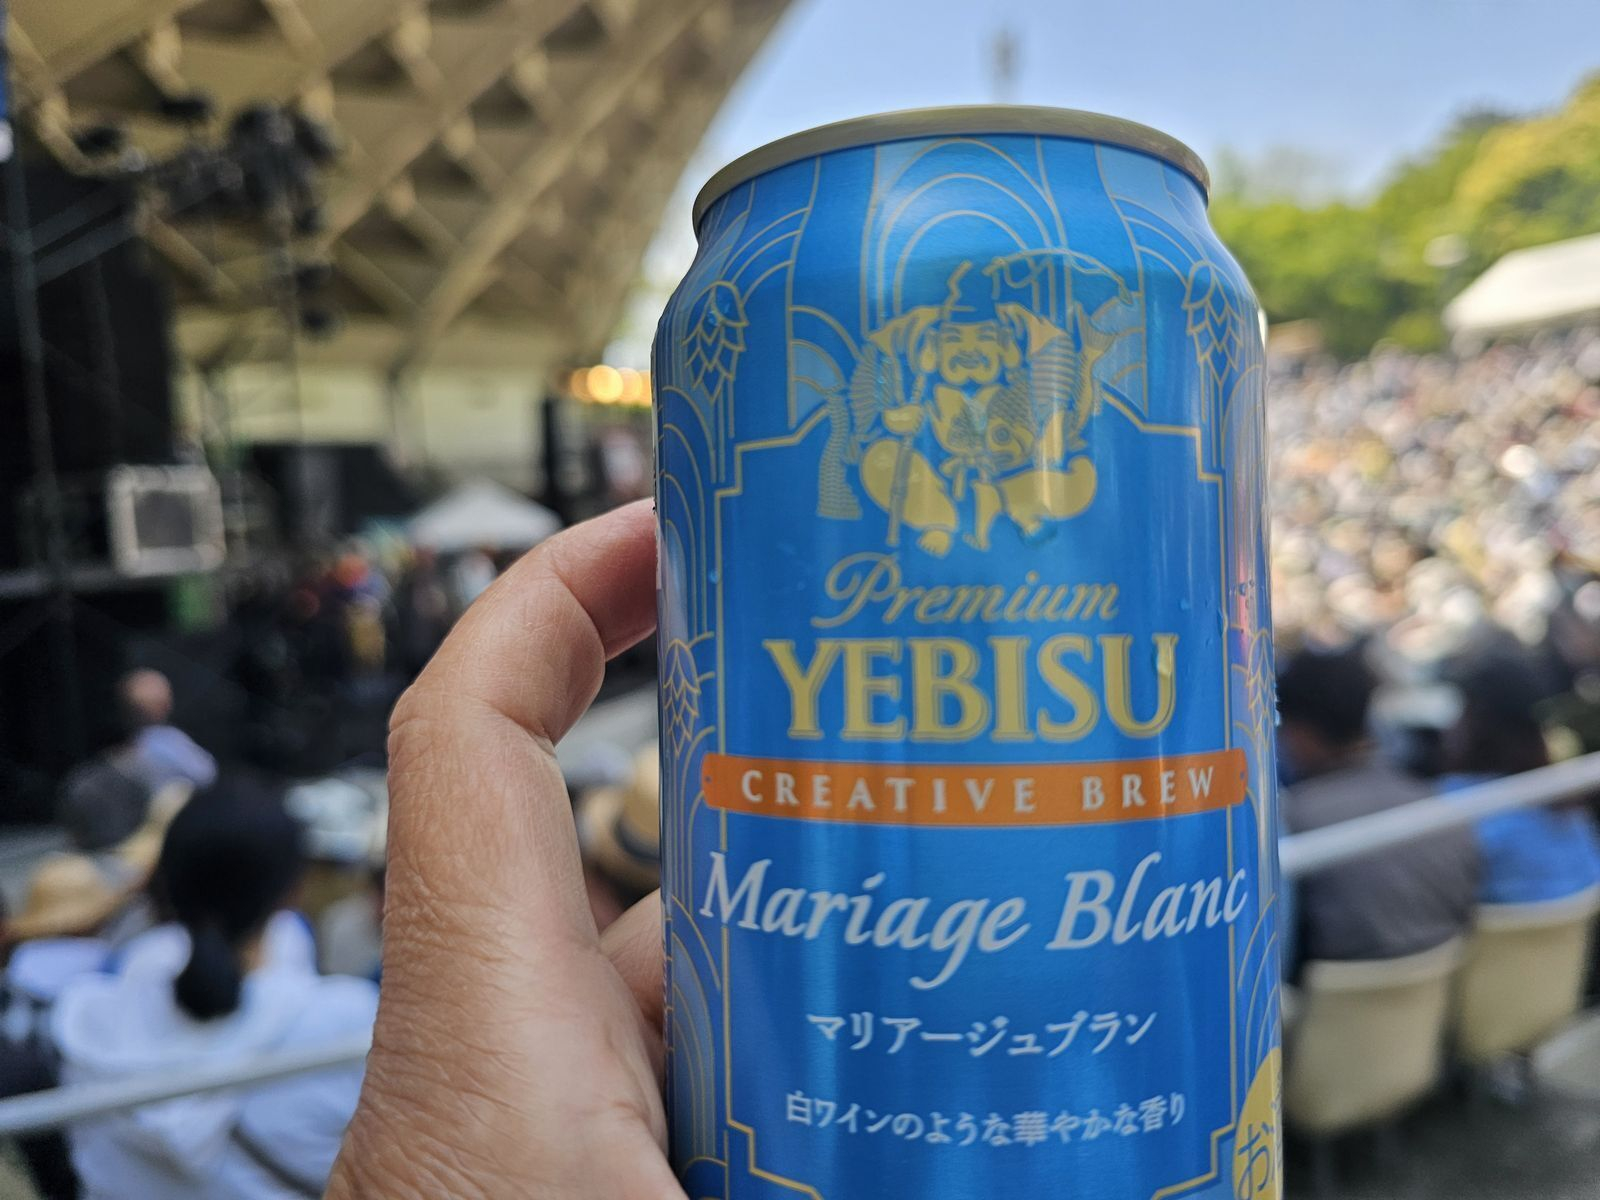 Premium
YEBISU
CREATIVE BREW
Mariage Blanc
マリアージュブラン
白ワインのような華やかな香り
お